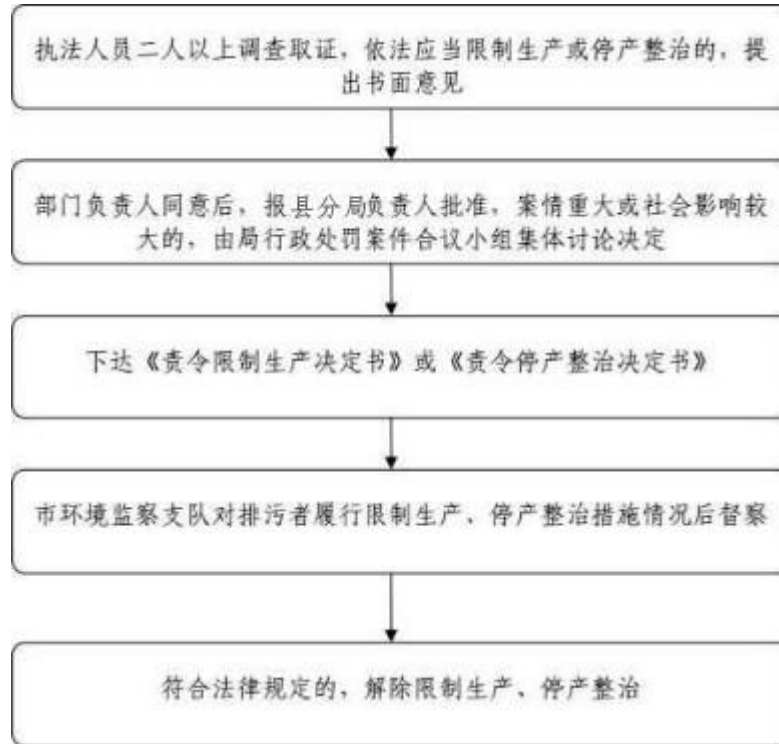 执法人员二人以上调查取证，依法应当限制生产或停产整治的，提
出书面意见
部门负责人同意后，报县分局负责人批准，案情重大或社会影响较
大的，由局行政处罚案件合议小组集体讨论决定
下达《责令限制生产决定书》或《责令停产整治决定书》
市环境监察支队对排污者履行限制生产、停产整治措施情况后督察
符合法律规定的，解除限制生产、停产整治